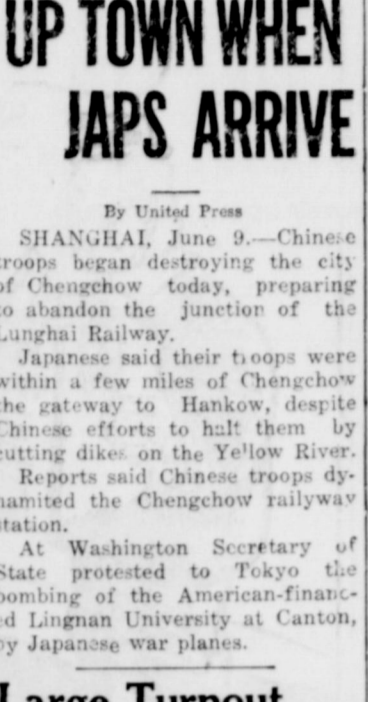 UP TOWN WHEN
JAPS ARRIVE
By United Press
SHANGHAI, June 9.—Chinese
troops began destroying the city
of Chengchow today, preparing
to abandon the junction of the
Lunghai Railway.
Japanese said their troops were
within a few miles of Chengchow
the gateway to Hankow, despite
Chinese efforts to halt them by
cutting dikes on the Yellow River.
Reports said Chinese troops dy-
namited the Chengchow railyway
station.
At Washington Secretary of
State protested to Tokyo the
bombing of the American-financ-
ed Lingnan University at Canton,
by Japanese war planes.
Large Turnout